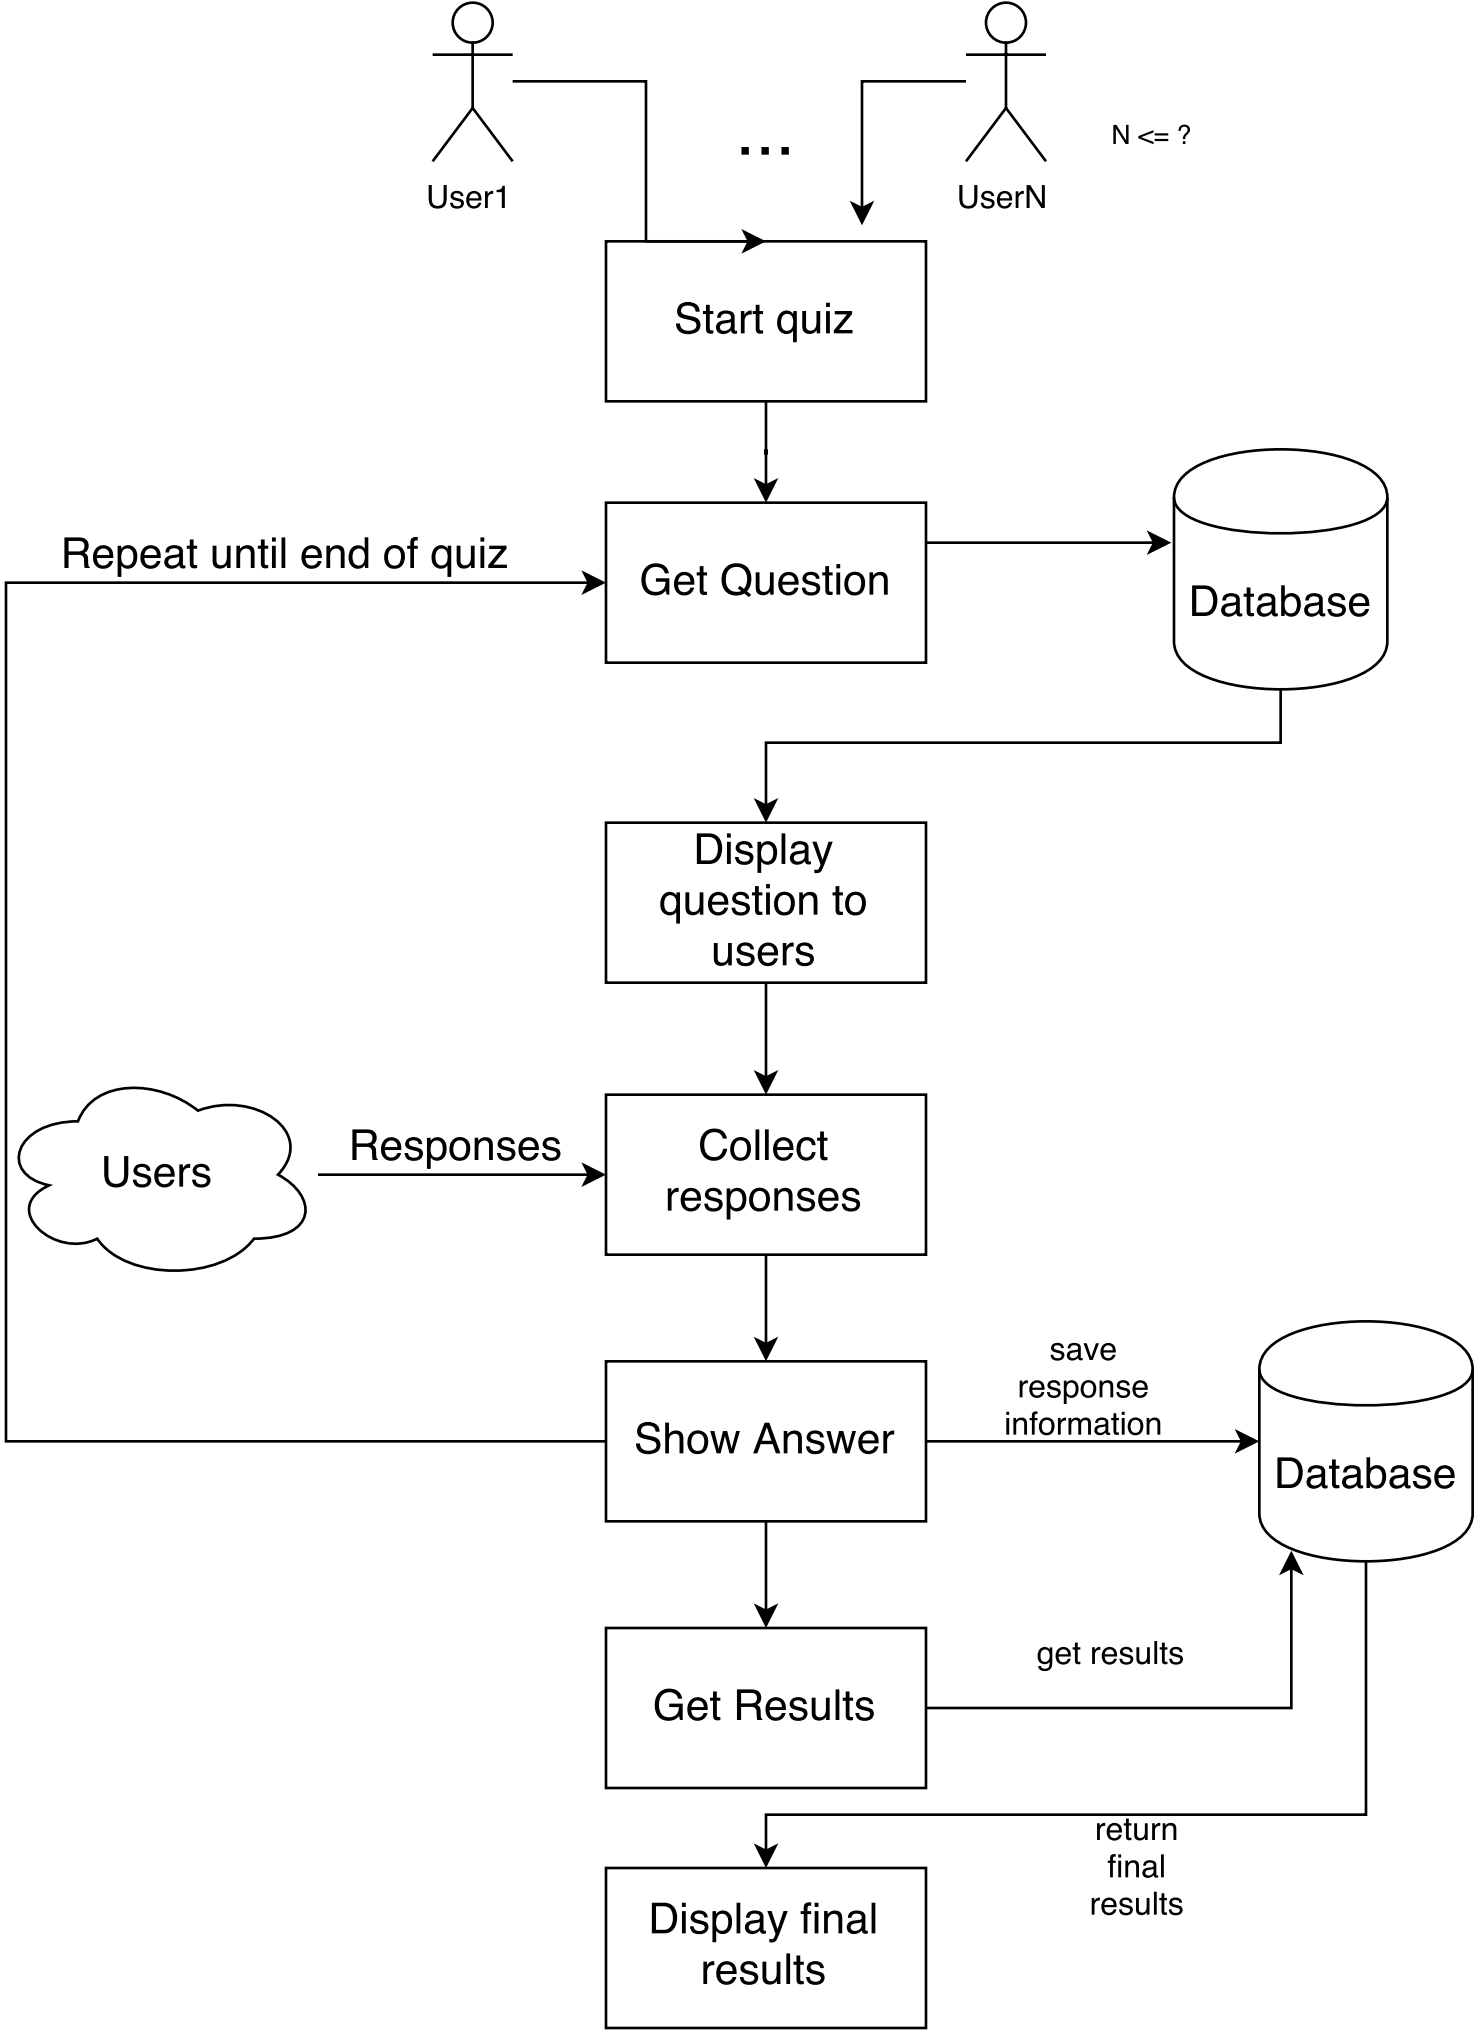 ...
N <= ?
User1
UserN
Start quiz
Repeat until end of quiz
Get Question
Database
Display
question to
users
Users
Responses
Collect
responses
save
response
information
Show Answer
Database
get results
Get Results
return
final
results
Display final
results